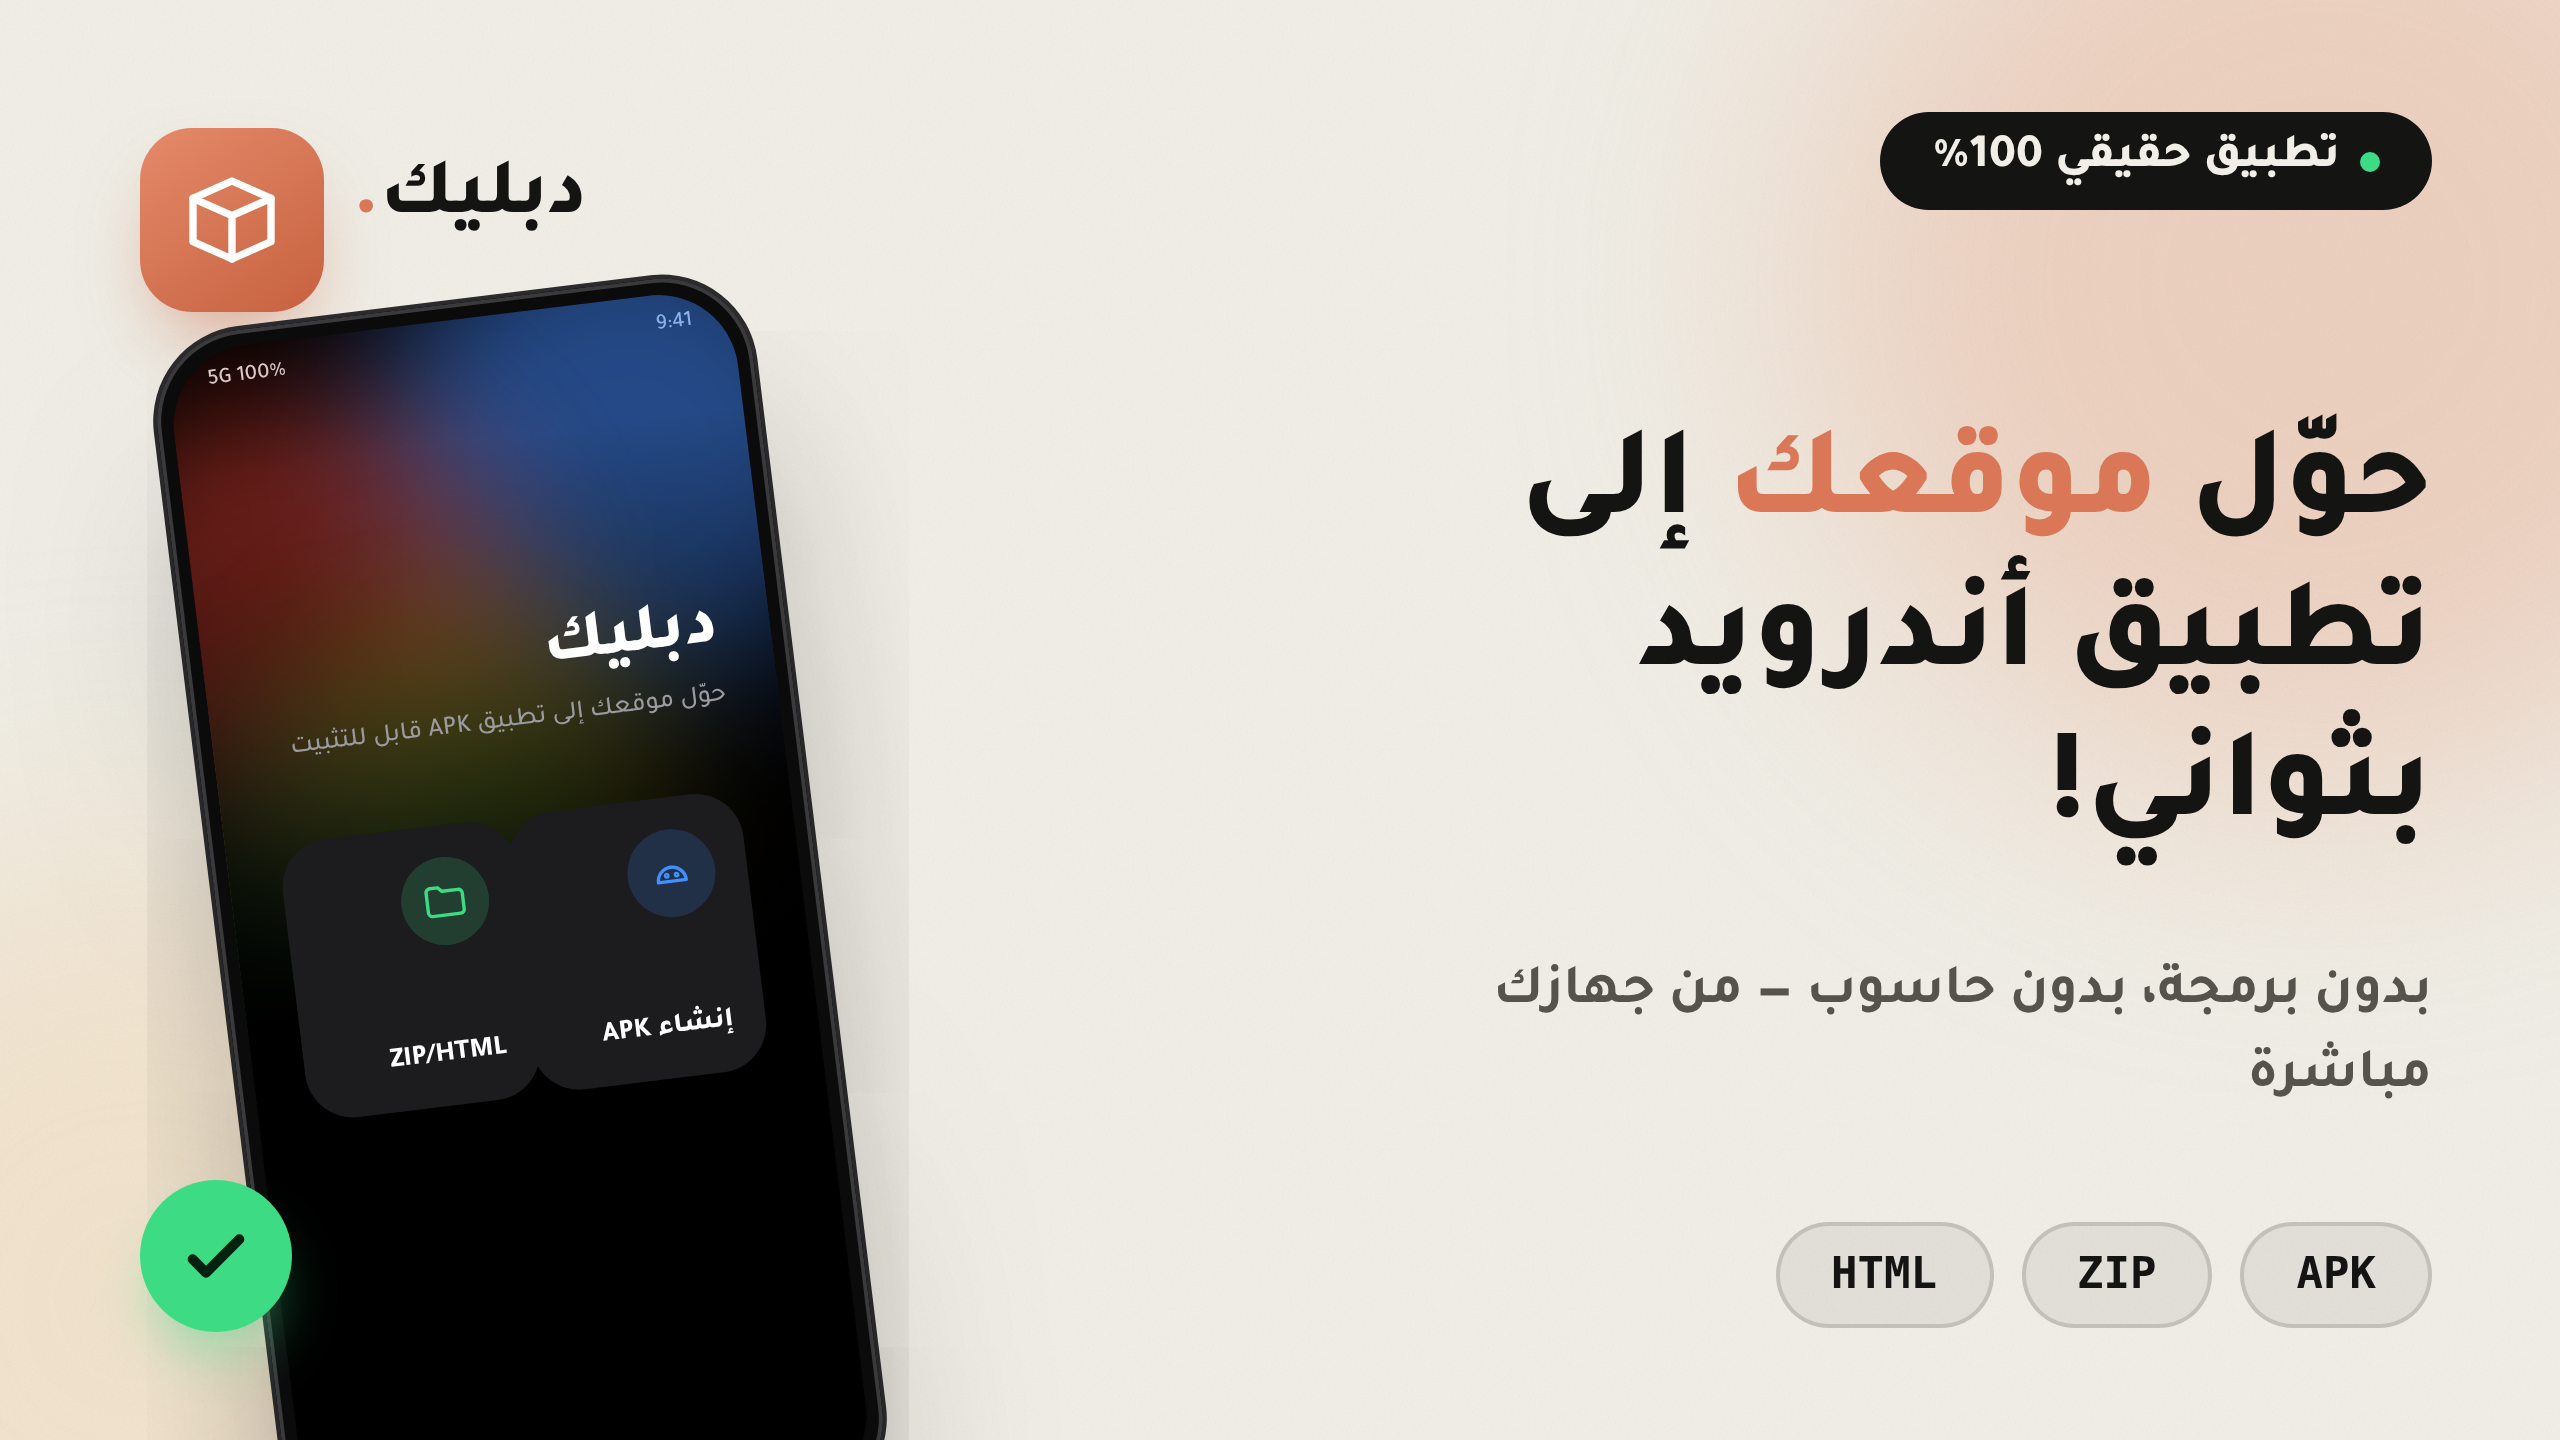 تطبيق حقيقي 100%
دبليك.
حوّل موقعك إلى
تطبيق أندرويد
بثواني!
بدون برمجة، بدون حاسوب – من جهازك
مباشرة
APK
ZIP
HTML
9:41
5G 100%
دبليك
حوّل موقعك إلى تطبيق APK قابل للتثبيت
إنشاء APK
ZIP/HTML